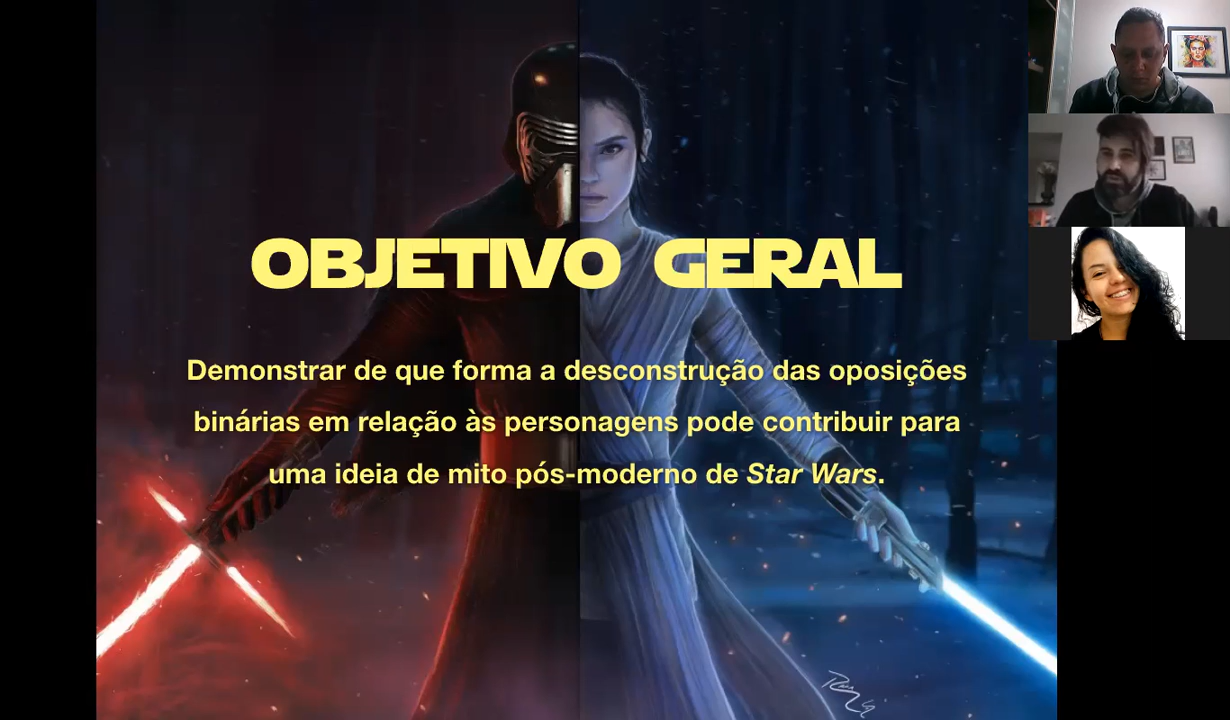 OBJETIVO GERAL
Demonstrar de que forma a desconstrução das oposições
binárias em relação às personagens pode contribuir para
uma ideia de mito pós-moderno de Star Wars.